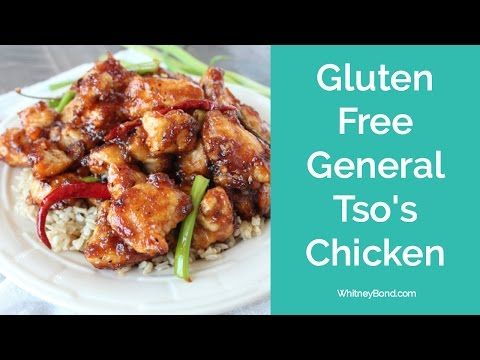 Gluten
Free
General
Tso's
Chicken
WhitneyBond.com